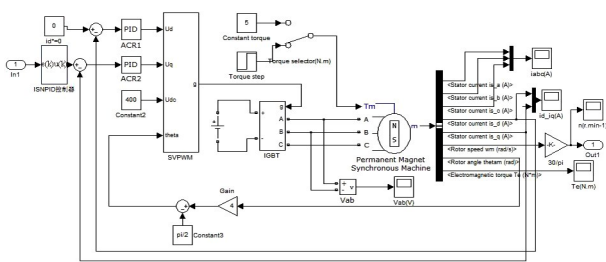 0
id*=0
1
In1
(k)u(k)
ISNPID控制器
PID
ACR1
PID
ACR2
400
Constant2
Ud
Uq
Udc
theta
g
SVPWM
5
Constant torque
Torque step
Torque selector(N.m)
g
A
B
C
+
-
IGBT
Tm
A
B
C
N
S
m
Permanent Magnet
Synchronous Machine
<Stator current is_a (A)>
<Stator current is_b (A)>
<Stator current is_c (A)>
<Stator current is_d (A)>
<Stator current is_q (A)>
<Rotor speed wm (rad/s)>
<Rotor angle thetam (rad)>
<Electromagnetic torque Te (N*m)>
iabc(A)
id_iq(A)
n(r.min-1)
-K-
30/pi
1
Out1
Te(N.m)
+
-
v
Vab
Vab(V)
Gain
4
pi/2
Constant3